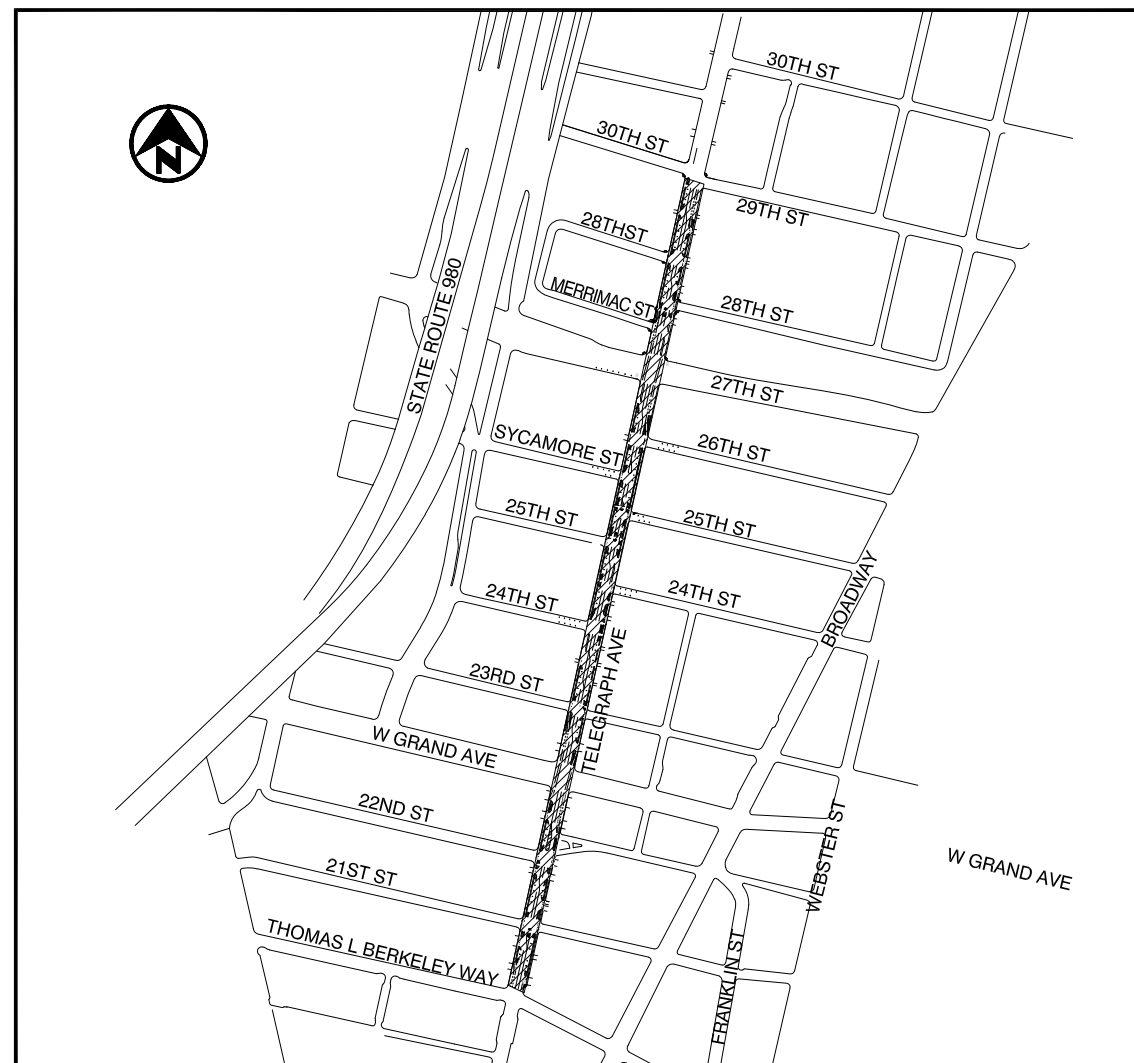 30TH ST
30TH ST
N
29TH ST
28THST
STATE ROUTE 980
MERRIMAC ST
28TH ST
27TH ST
SYCAMORE ST
26TH ST
25TH ST
25TH ST
24TH ST
24TH ST
BROADWAY
TELEGRAPH AVE
23RD ST
W GRAND AVE
22ND ST
WEBSTER ST
W GRAND AVE
21ST ST
THOMAS L BERKELEY WAY
FRANKLIN ST